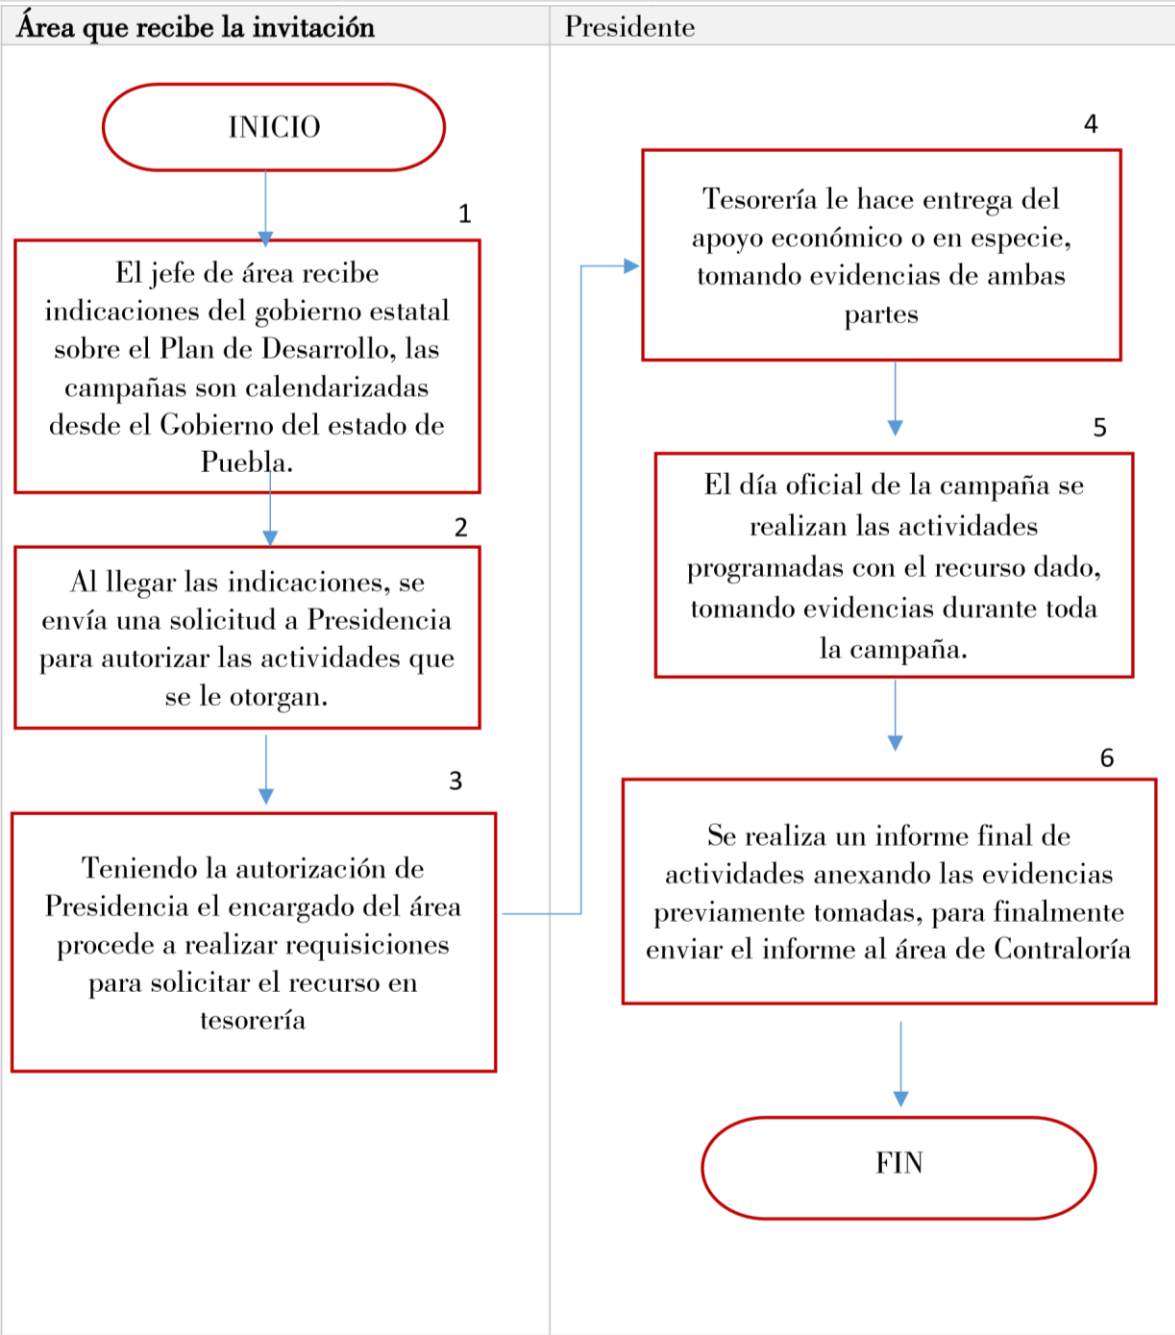 Área que recibe la invitación
Presidente
INICIO
1
El jefe de área recibe
indicaciones del gobierno estatal
sobre el Plan de Desarrollo, las
campañas son calendarizadas
desde el Gobierno del estado de
Puebla.
2
Al llegar las indicaciones, se
envía una solicitud a Presidencia
para autorizar las actividades que
se le otorgan.
3
Teniendo la autorización de
Presidencia el encargado del área
procede a realizar requisiciones
para solicitar el recurso en
tesorería
4
Tesorería le hace entrega del
apoyo económico o en especie,
tomando evidencias de ambas
partes
5
El día oficial de la campaña se
realizan las actividades
programadas con el recurso dado,
tomando evidencias durante toda
la campaña.
6
Se realiza un informe final de
actividades anexando las evidencias
previamente tomadas, para finalmente
enviar el informe al área de Contraloría
FIN